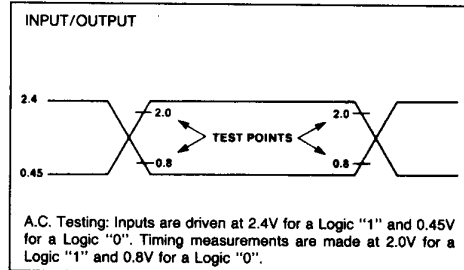 INPUT/OUTPUT
2.4
2.0
TEST POINTS
2.0
0.8
0.8
0.45
A.C. Testing: Inputs are driven at 2.4V for a Logic "1" and 0.45V
for a Logic "0". Timing measurements are made at 2.0V for a
Logic "1" and 0.8V for a Logic "0".